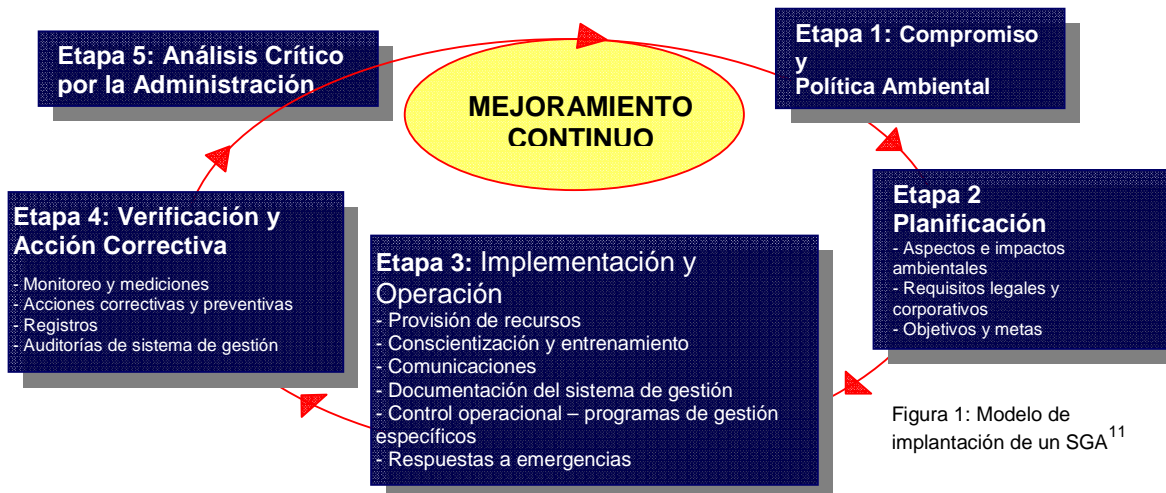 Etapa 5: Análisis Crítico
por la Administración
MEJORAMIENTO
CONTINUO
Etapa 1: Compromiso
y
Política Ambiental
Etapa 2
Planificación
- Aspectos e impactos
ambientales
- Requisitos legales y
corporativos
- Objetivos y metas
Etapa 3: Implementación y
Operación
- Provisión de recursos
- Conscientización y entrenamiento
- Comunicaciones
- Documentación del sistema de gestión
- Control operacional – programas de gestión
específicos
- Respuestas a emergencias
Etapa 4: Verificación y
Acción Correctiva
- Monitoreo y mediciones
- Acciones correctivas y preventivas
- Registros
- Auditorías de sistema de gestión
Figura 1: Modelo de
implantación de un SGA11